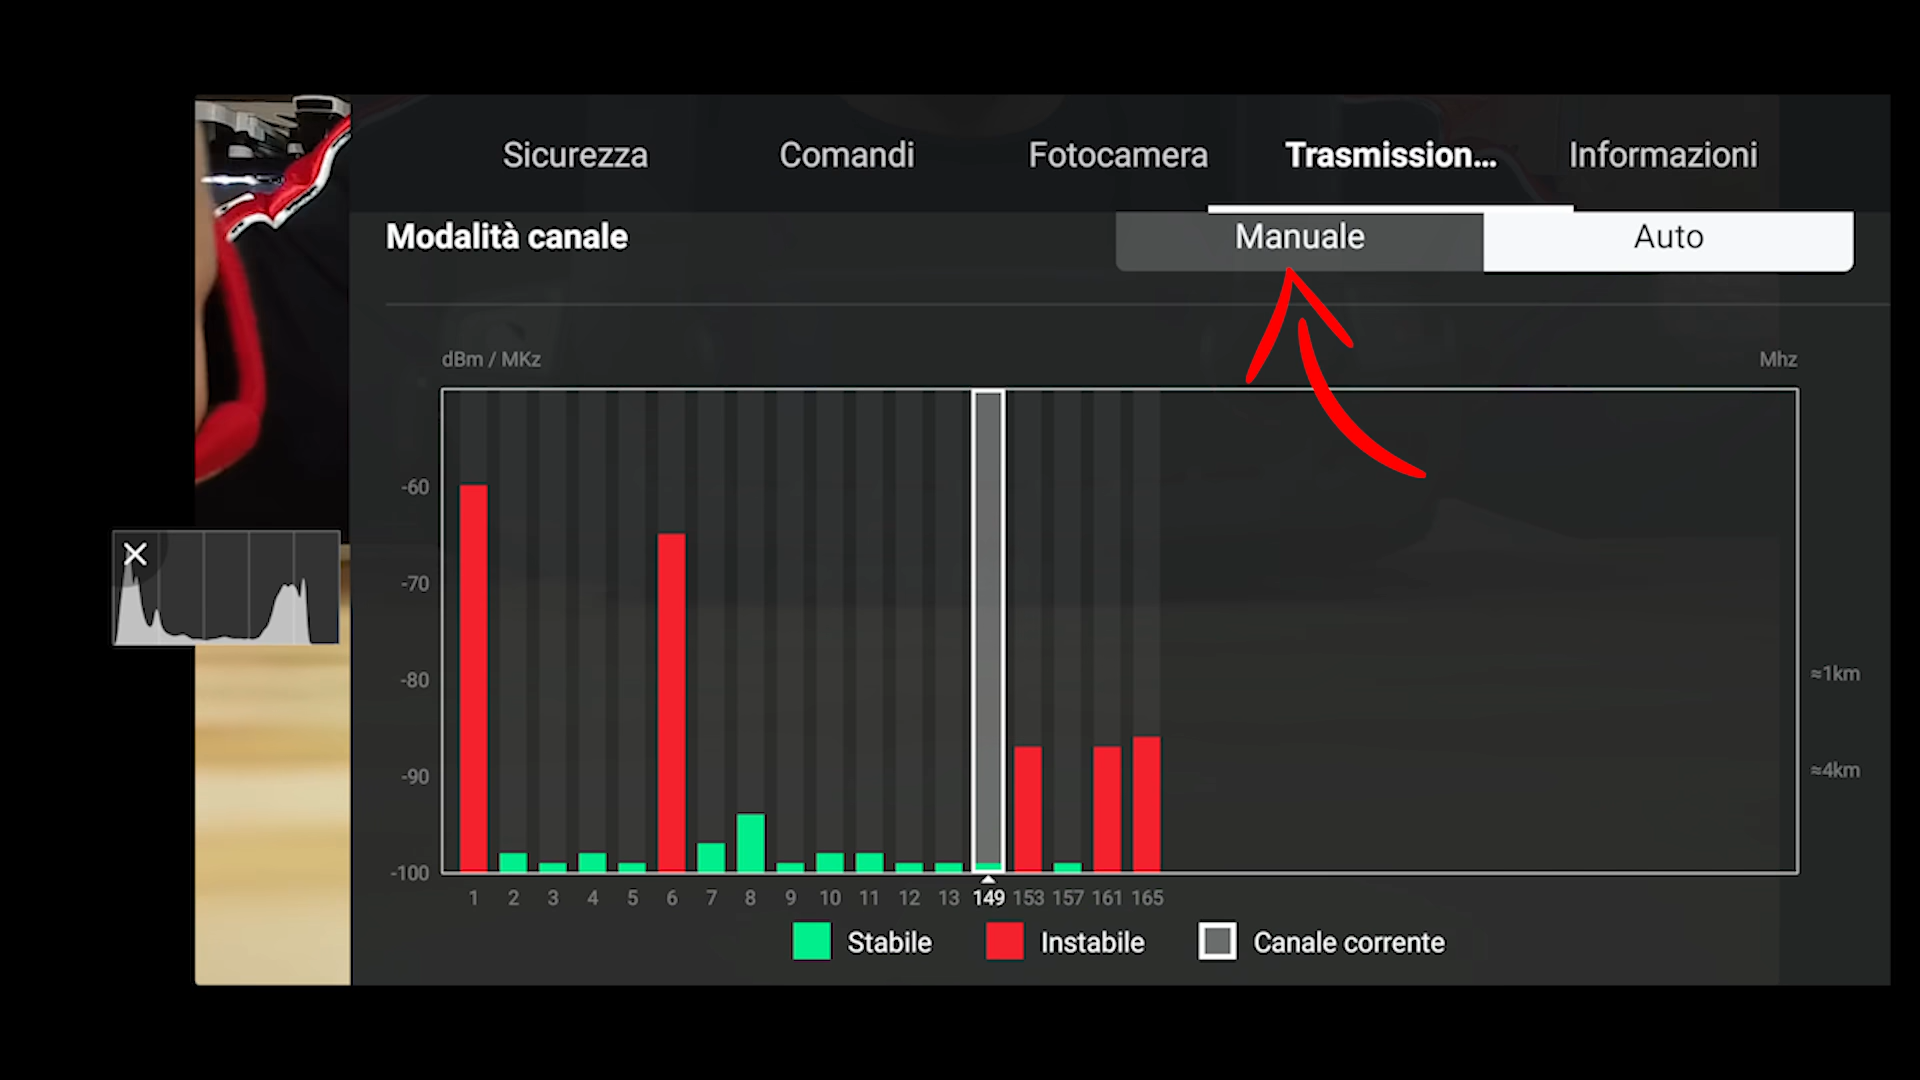 Sicurezza Comandi Fotocamera Trasmission... Informazioni
Modalità canale Manuale Auto
dBm / MKz Mhz
-60
-70
-80 ≈1km
-90 ≈4km
-100
1 2 3 4 5 6 7 8 9 10 11 12 13 149 153 157 161 165
Stabile Instabile Canale corrente